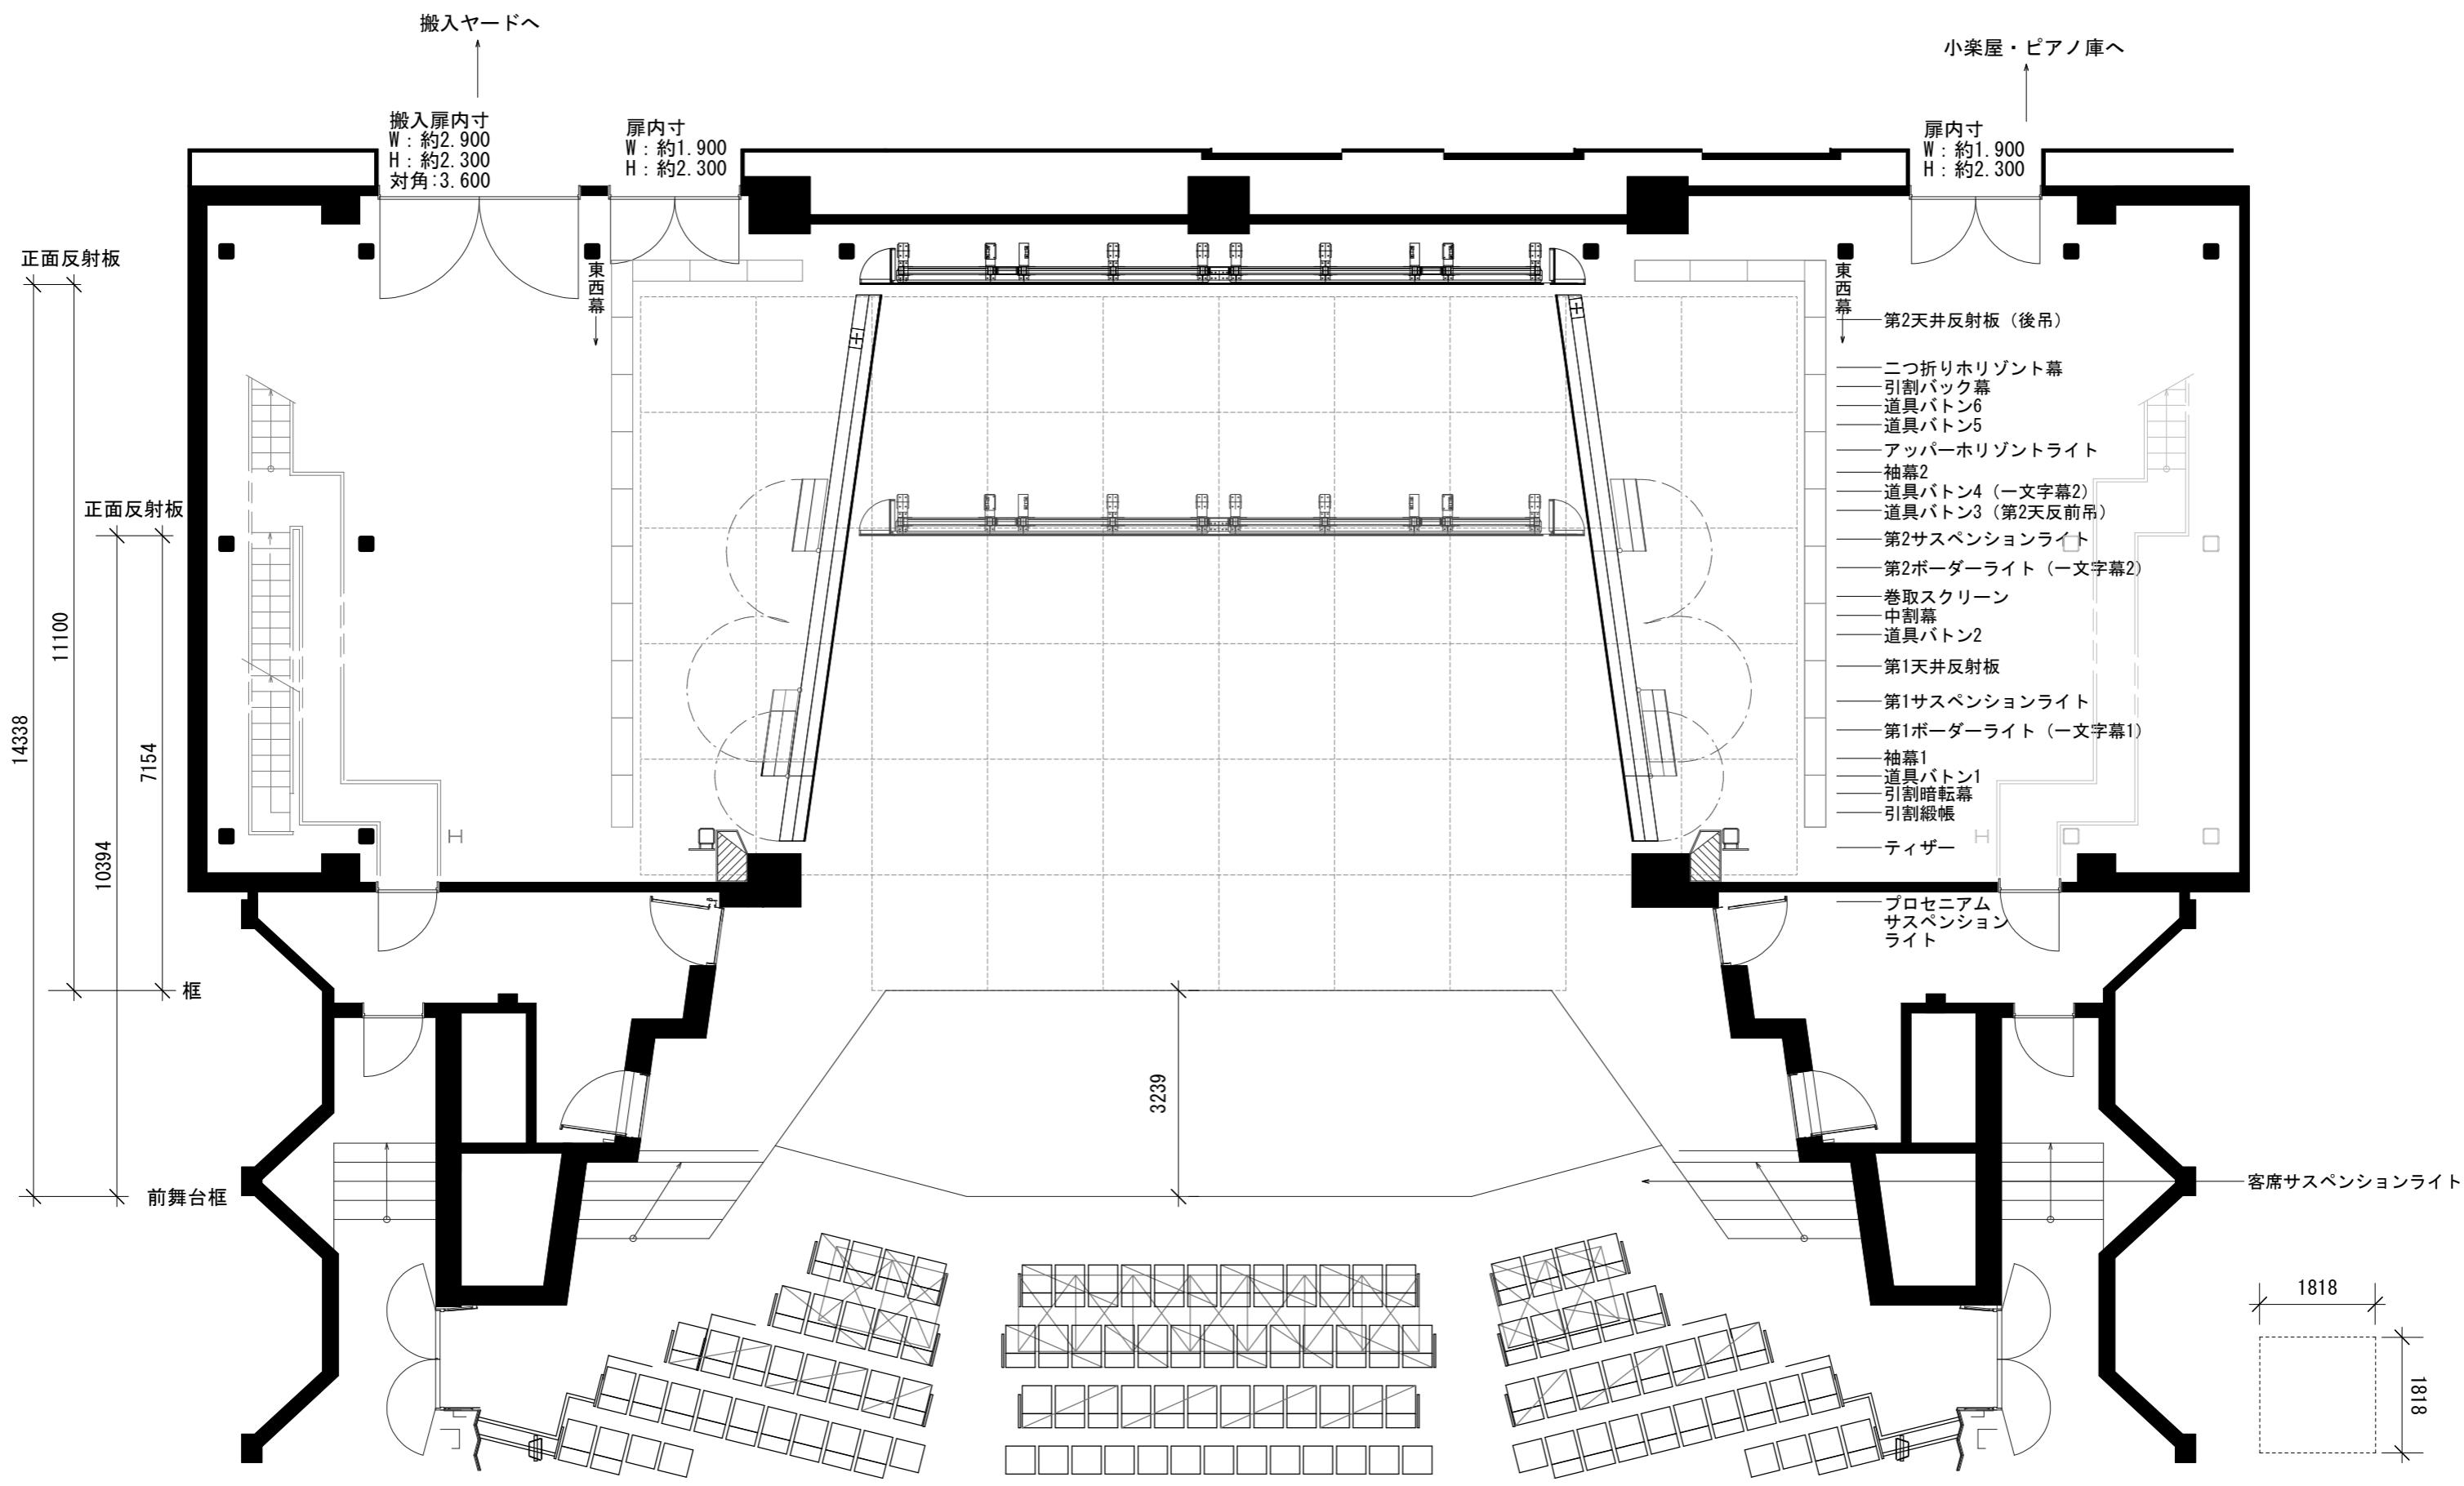 搬入ヤードへ
小楽屋・ピアノ庫へ
搬入扉内寸
W：約2.900
H：約2.300
対角:3.600
扉内寸
W：約1.900
H：約2.300
扉内寸
W：約1.900
H：約2.300
正面反射板
東西幕
東西幕
第2天井反射板（後吊）
二つ折りホリゾント幕
引割バック幕
道具バトン6
道具バトン5
アッパーホリゾントライト
袖幕2
道具バトン4（一文字幕2）
道具バトン3（第2天反前吊）
第2サスペンションライト
第2ボーダーライト（一文字幕2）
巻取スクリーン
中割幕
道具バトン2
第1天井反射板
第1サスペンションライト
第1ボーダーライト（一文字幕1）
袖幕1
道具バトン1
引割暗転幕
引割緞帳
ティザー
プロセニアム
サスペンション
ライト
正面反射板
14338
11100
10394
7154
框
3239
前舞台框
客席サスペンションライト
1818
1818